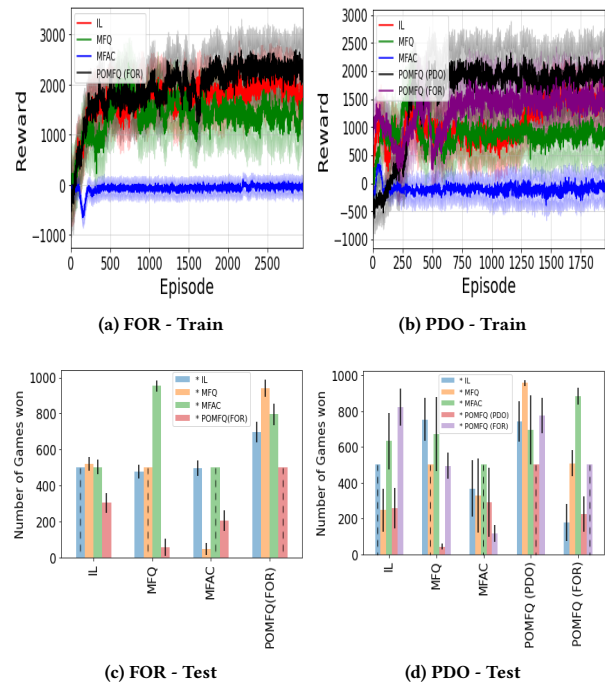 IL
MFQ
MFAC
POMFQ (FOR)
3000
2000
1000
0
−1000
Reward
0 500 1000 1500 2000 2500
Episode
(a) FOR - Train
IL
MFQ
MFAC
POMFQ (PDO)
POMFQ (FOR)
3000
2500
2000
1500
1000
500
0
−500
−1000
Reward
0 250 500 750 1000 1250 1500 1750
Episode
(b) PDO - Train
* IL
* MFQ
* MFAC
* POMFQ(FOR)
1000
800
600
400
200
0
Number of Games won
IL
MFQ
MFAC
POMFQ(FOR)
(c) FOR - Test
* IL
* MFQ
* MFAC
* POMFQ (PDO)
* POMFQ (FOR)
1000
800
600
400
200
0
Number of Games won
IL
MFQ
MFAC
POMFQ (PDO)
POMFQ (FOR)
(d) PDO - Test